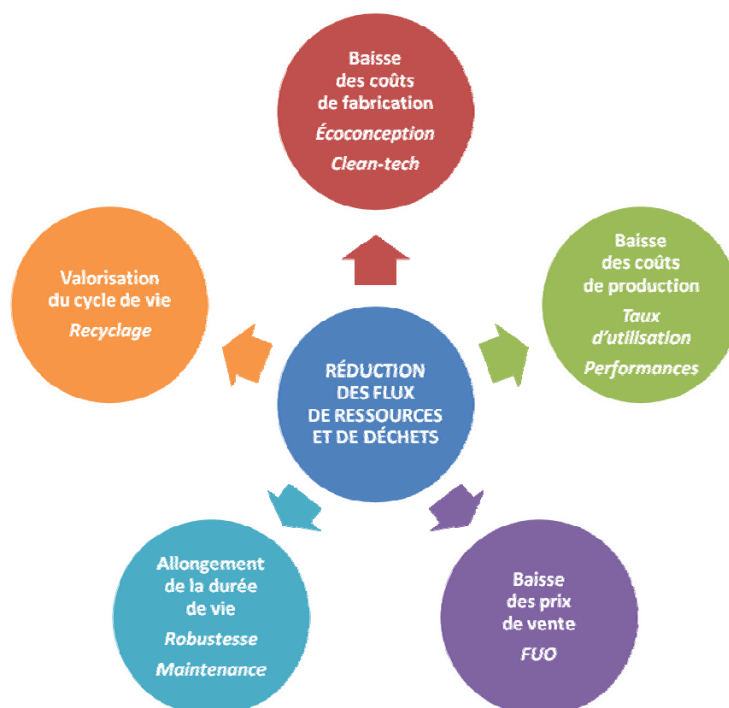 Baisse
des coûts
de fabrication
Écoconception
Clean-tech
Baisse
des coûts
de production
Taux
d'utilisation
Performances
Valorisation
du cycle de vie
Recyclage
RÉDUCTION
DES FLUX
DE RESSOURCES
ET DE DÉCHETS
Allongement
de la durée
de vie
Robustesse
Maintenance
Baisse
des prix
de vente
FUO